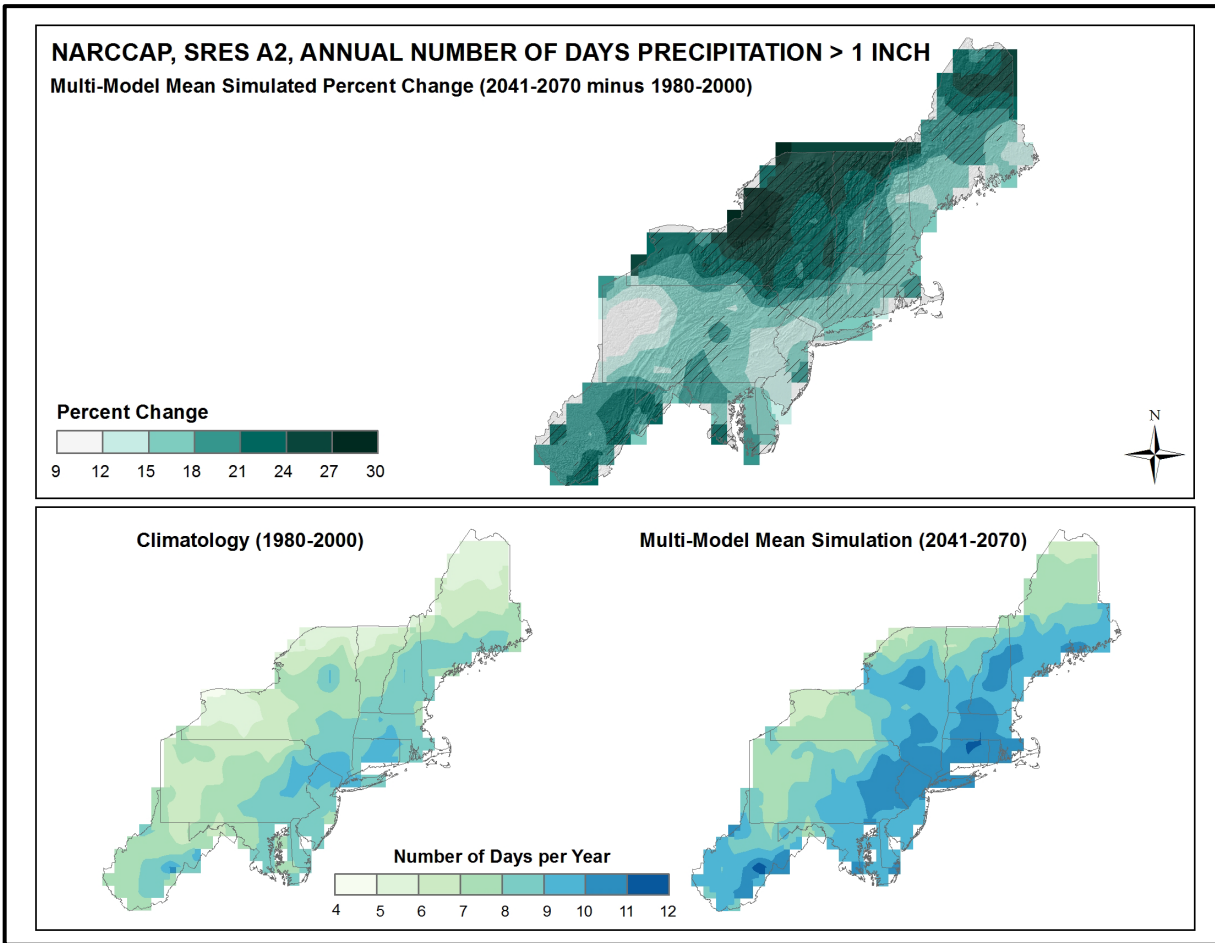 NARCCAP, SRES A2, ANNUAL NUMBER OF DAYS PRECIPITATION > 1 INCH
Multi-Model Mean Simulated Percent Change (2041-2070 minus 1980-2000)
Percent Change
9 12 15 18 21 24 27 30
N
Climatology (1980-2000)
Multi-Model Mean Simulation (2041-2070)
Number of Days per Year
4 5 6 7 8 9 10 11 12